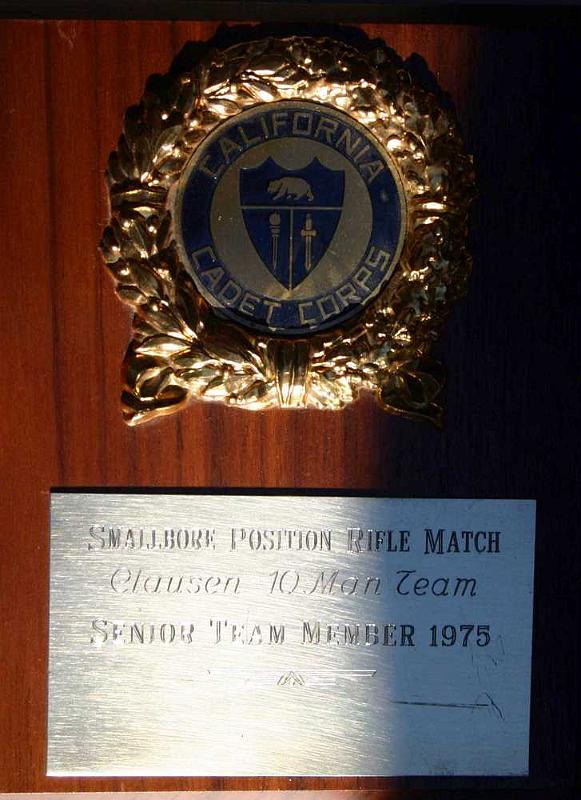 CALIFORNIA
CADET CORPS
SMALLBORE POSITION RIFLE MATCH
Clausen 10 Man Team
SENIOR TEAM MEMBER 1975